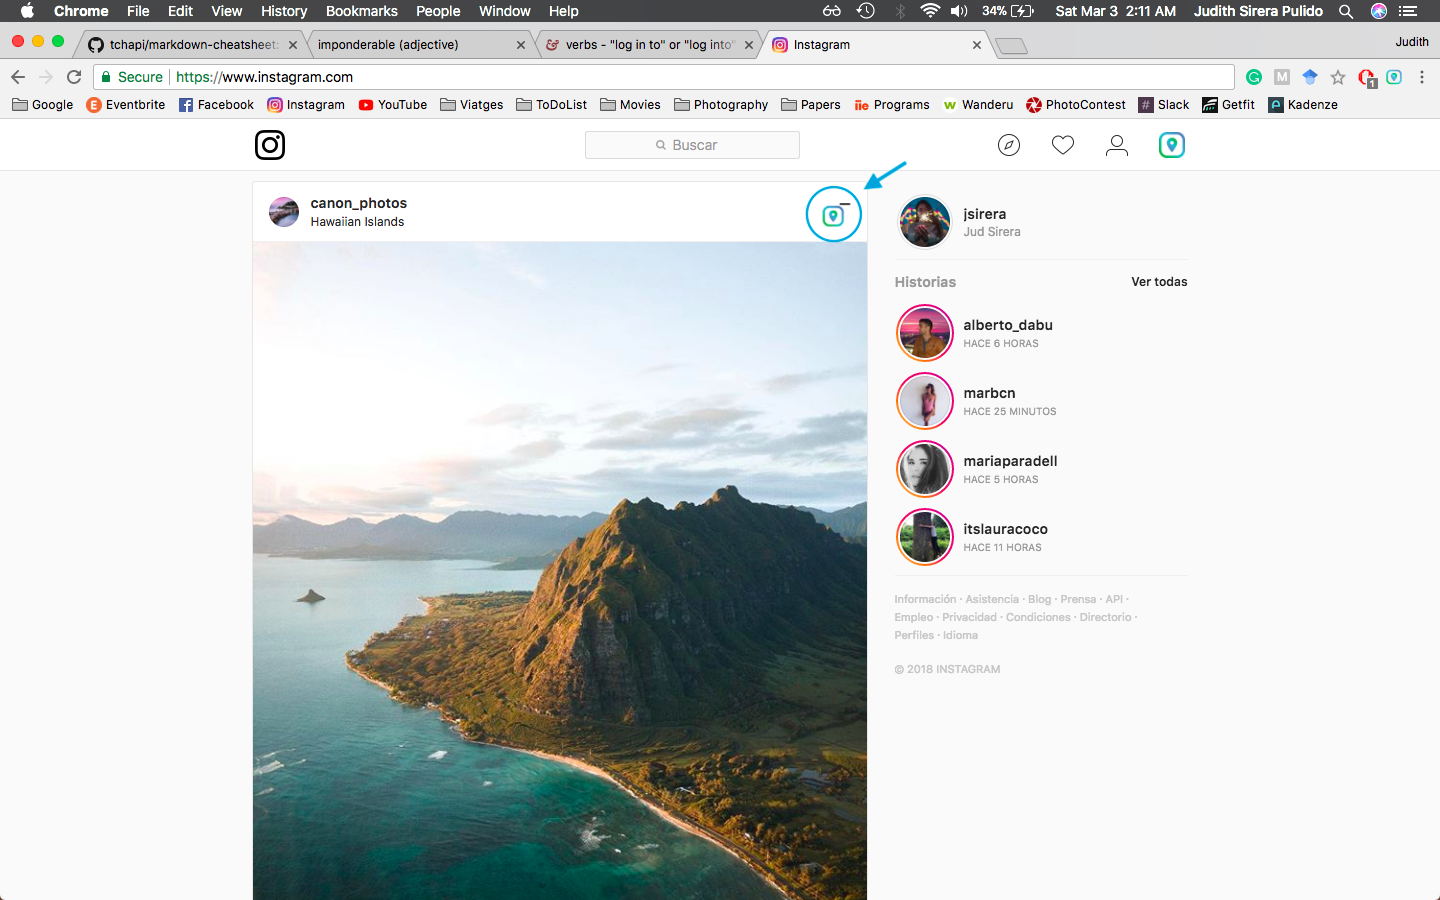 Chrome File Edit View History Bookmarks People Window Help 34% Sat Mar 3 2:11 AM Judith Sirera Pulido
tchapi/markdown-cheatsheet: imponderable (adjective) verbs - "log in to" or "log into" Instagram Judith
Secure https://www.instagram.com
Google Eventbrite Facebook Instagram YouTube Viatges ToDoList Movies Photography Papers Programs Wanderu PhotoContest Slack Getfit Kadenze
Buscar
canon_photos
Hawaiian Islands
jsirera
Jud Sirera
Historias Ver todas
alberto_dabu
HACE 6 HORAS
marbcn
HACE 25 MINUTOS
mariaparadell
HACE 5 HORAS
itslauracoco
HACE 11 HORAS
Información · Asistencia · Blog · Prensa · API ·
Empleo · Privacidad · Condiciones · Directorio ·
Perfiles · Idioma
© 2018 INSTAGRAM